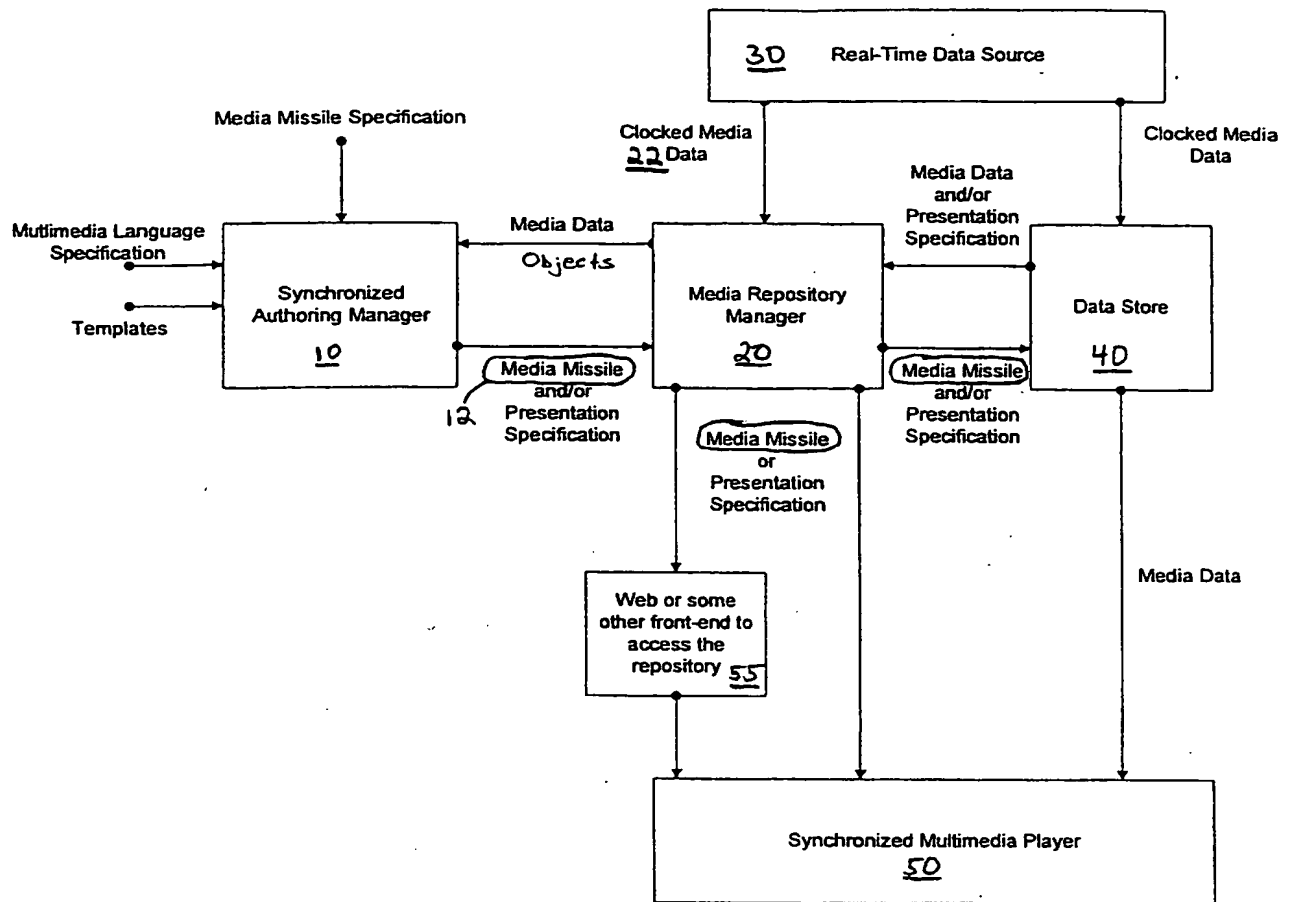 30 Real-Time Data Source
Media Missile Specification
Clocked Media
22 Data
Clocked Media
Data
Media Data
and/or
Presentation
Specification
Mutlimedia Language
Specification
Templates
Synchronized
Authoring Manager
10
Media Data
Objects
Media Repository
Manager
20
Data Store
40
12
Media Missile
and/or
Presentation
Specification
Media Missile
or
Presentation
Specification
Media Missile
and/or
Presentation
Specification
Web or some
other front-end to
access the
repository 55
Media Data
Synchronized Multimedia Player
50